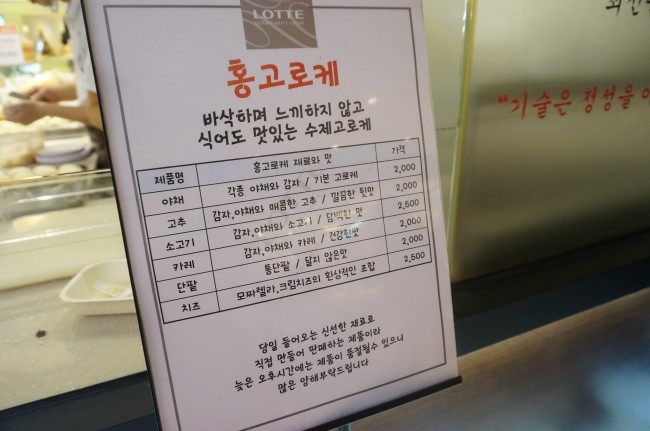 LOTTE
DEPARTMENT STORE
홍고로케
바삭하며 느끼하지 않고
식어도 맛있는 수제고로케
제품명 홍고로케 재료와 맛 가격
야채 각종 야채와 감자 / 기본 고로케 2,000
고추 감자,야채와 매콤한 고추 / 깔끔한 뒷맛 2,000
소고기 감자,야채와 소고기 / 담백한 맛 2,500
카레 감자,야채와 카레 / 건강한맛 2,000
단팥 통단팥 / 달지 않은맛 2,000
치즈 모짜렐라,크림치즈의 환상적인 조합 2,500
당일 들어오는 신선한 재료로
직접 만들어 판매하는 제품이라
늦은 오후시간에는 제품이 품절될수 있으니
많은 양해부탁드립니다
"기술은 정성을 이